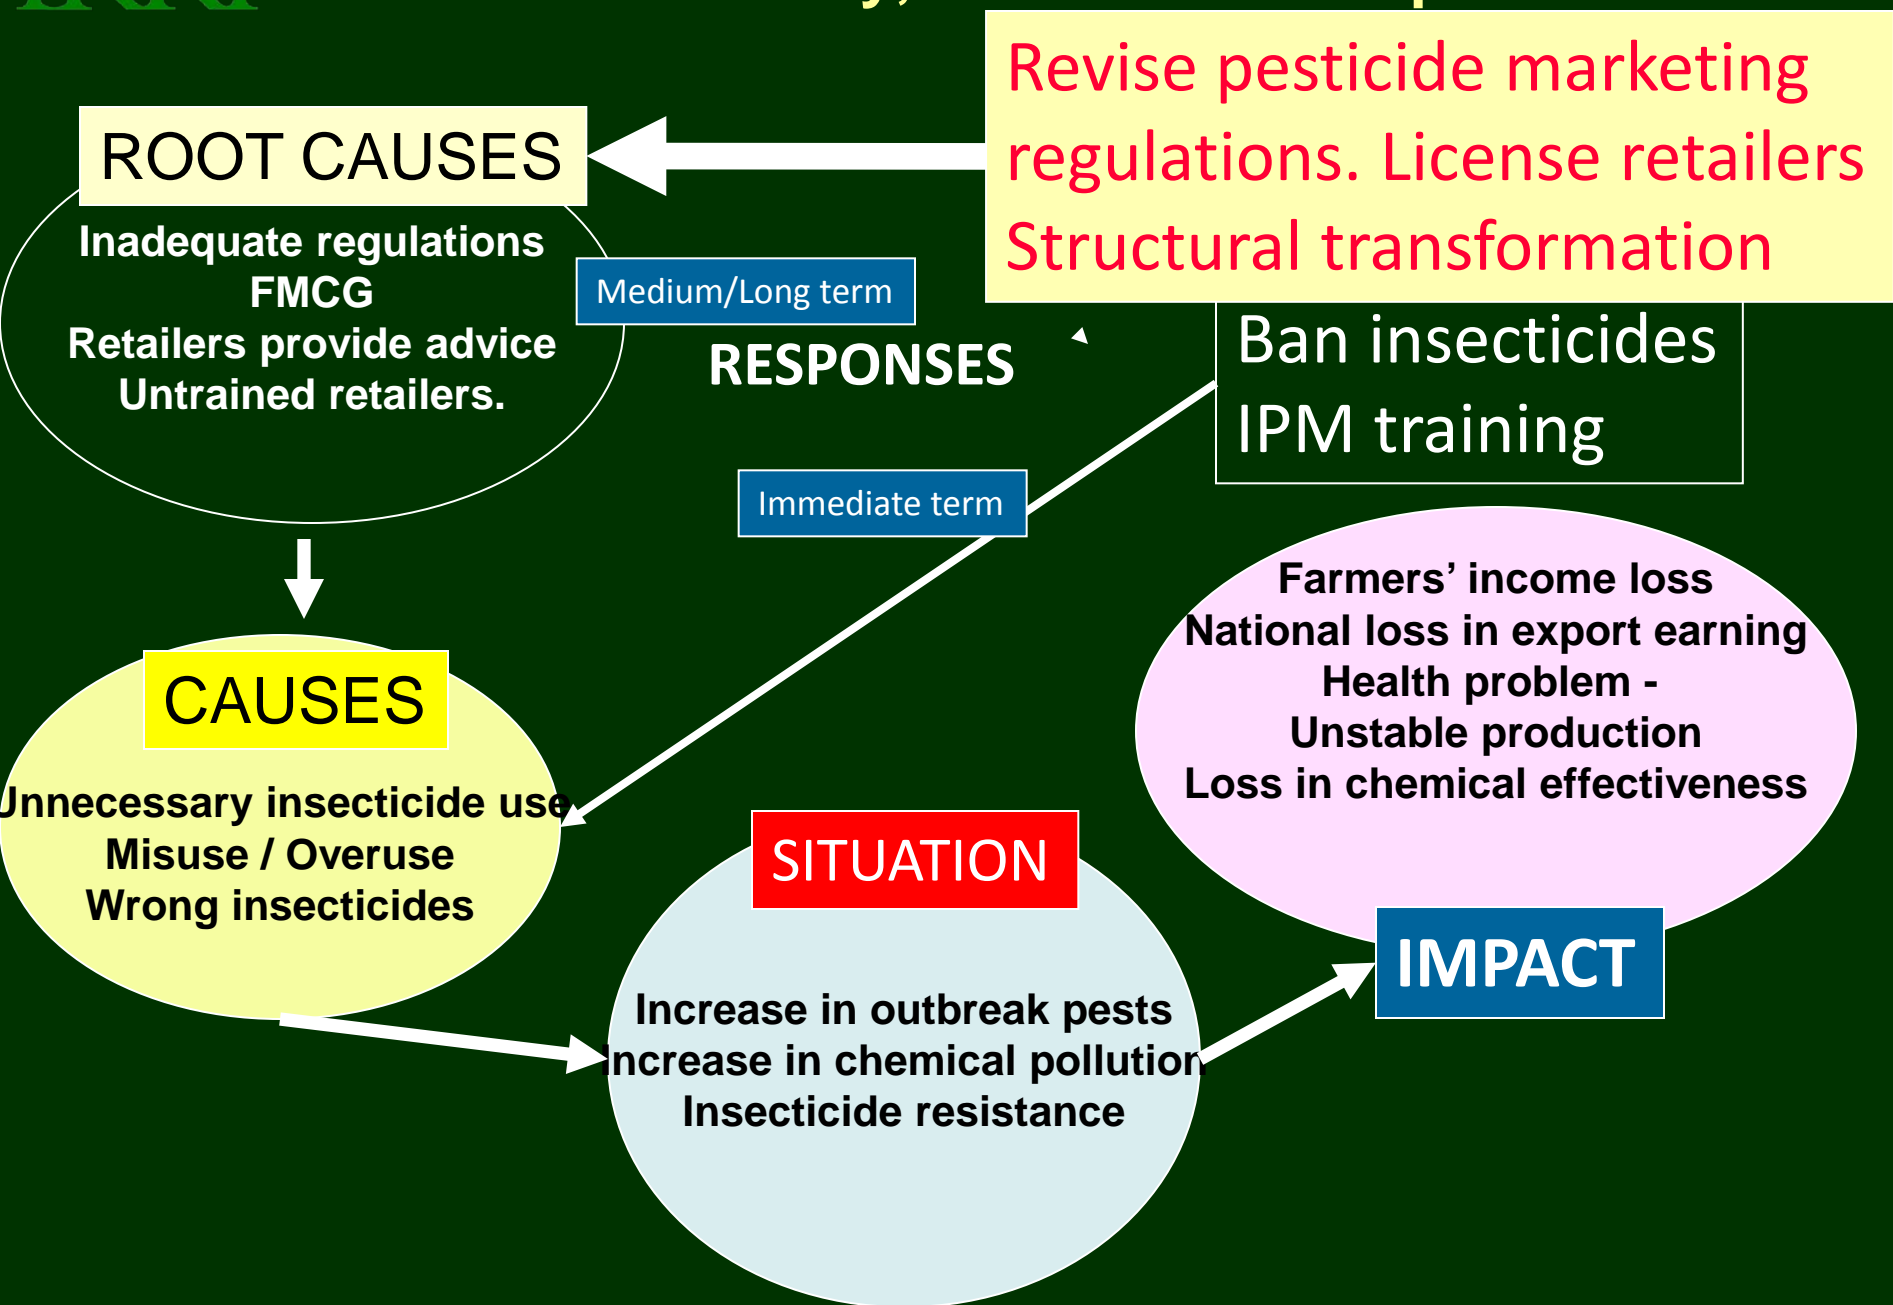 Revise pesticide marketing
regulations. License retailers
Structural transformation
ROOT CAUSES
Inadequate regulations
FMCG
Retailers provide advice
Untrained retailers.
Medium/Long term
RESPONSES
Ban insecticides
IPM training
Immediate term
Farmers’ income loss
National loss in export earning
Health problem -
Unstable production
Loss in chemical effectiveness
IMPACT
CAUSES
Unnecessary insecticide use
Misuse / Overuse
Wrong insecticides
SITUATION
Increase in outbreak pests
Increase in chemical pollution
Insecticide resistance